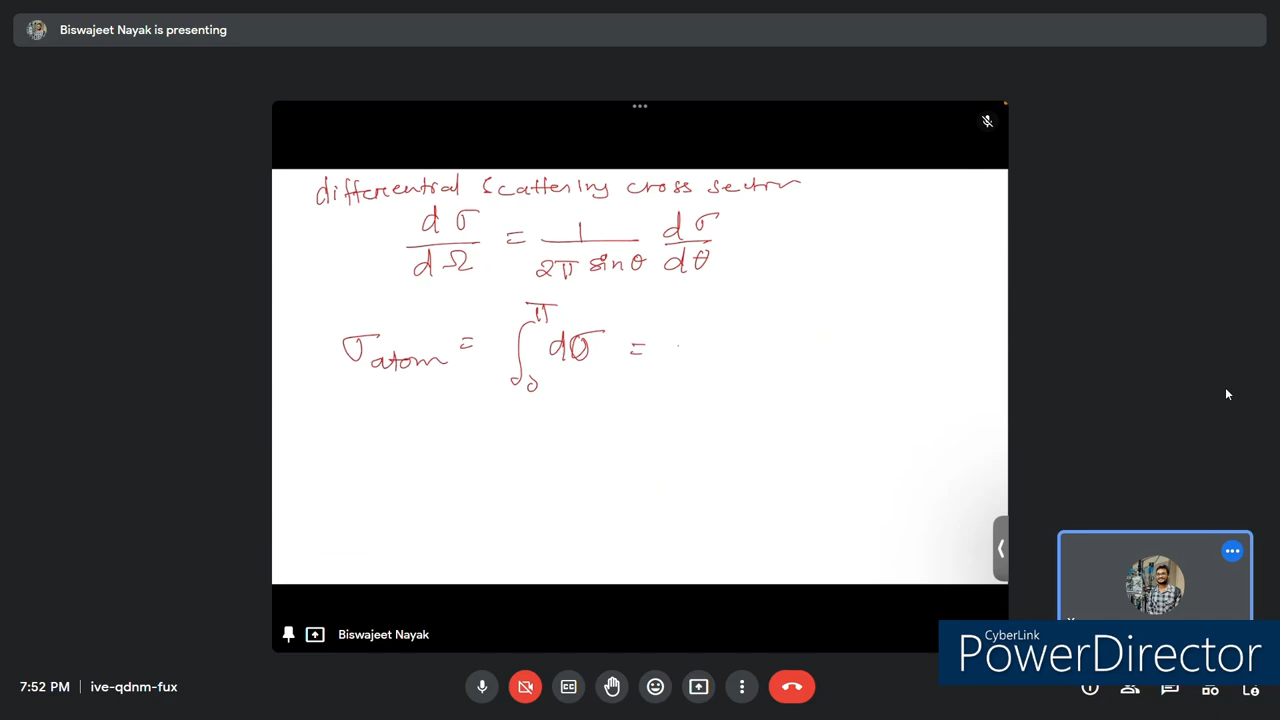 Biswajeet Nayak is presenting
differential scattering cross section
dσ/dΩ = 1/(2π sinθ) dσ/dθ
σ_atom = ∫_0^π dσ =
Biswajeet Nayak
CyberLink
PowerDirector
7:52 PM | ive-qdnm-fux